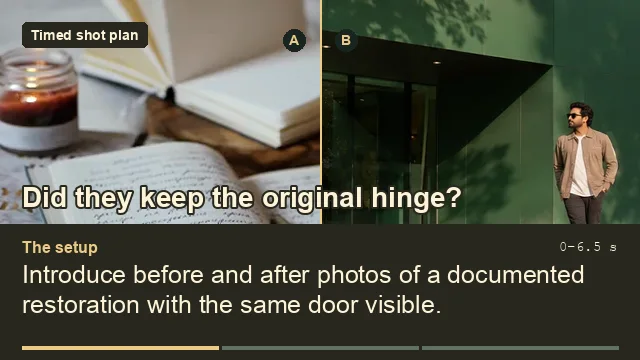 Timed shot plan
A
B
Did they keep the original hinge?
The setup
0–6.5 s
Introduce before and after photos of a documented
restoration with the same door visible.